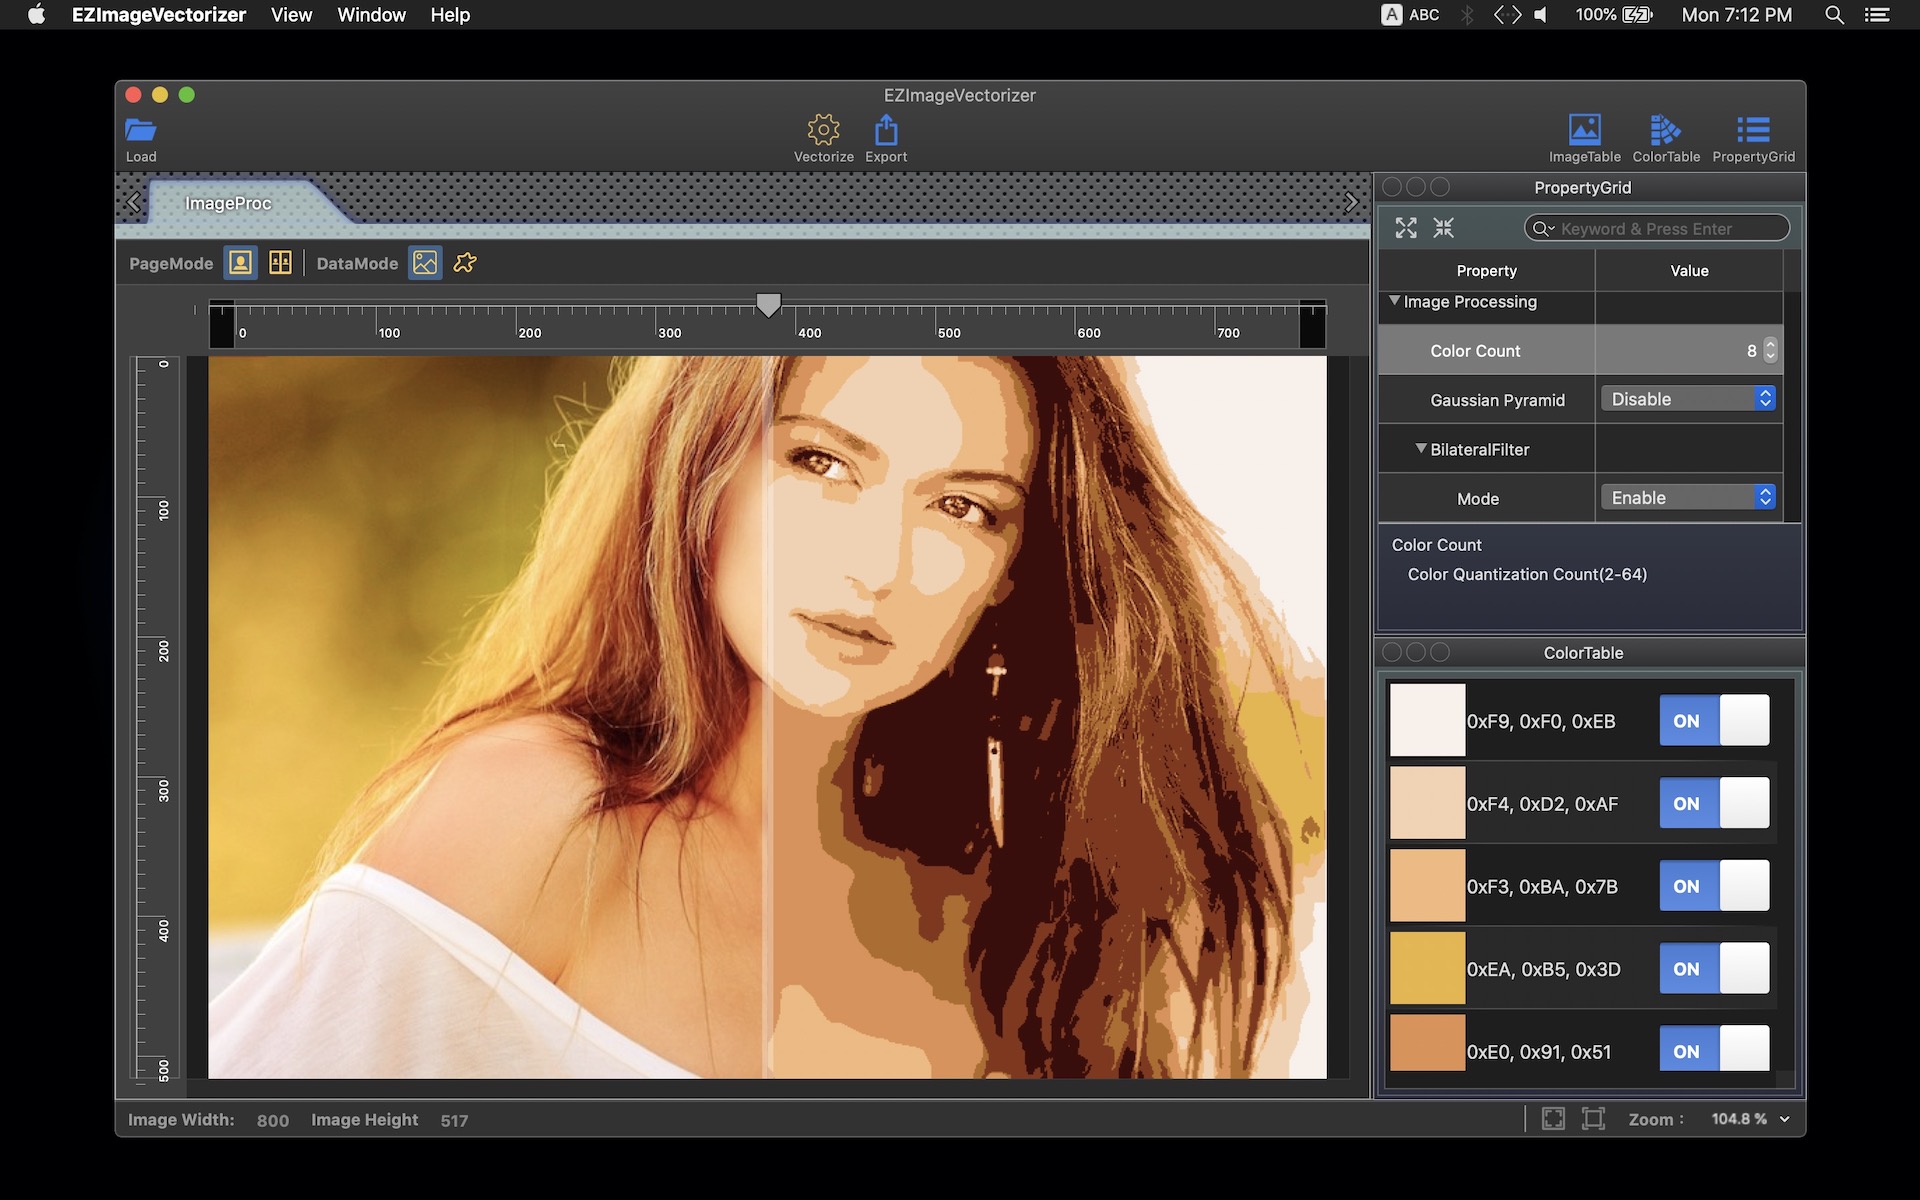 EZImageVectorizer View Window Help
A ABC 100% Mon 7:12 PM
EZImageVectorizer
Load
Vectorize Export
ImageTable ColorTable PropertyGrid
ImageProc
PageMode DataMode
0 100 200 300 400 500 600 700
0
100
200
300
400
500
PropertyGrid
Keyword & Press Enter
Property Value
Image Processing
Color Count 8
Gaussian Pyramid Disable
BilateralFilter
Mode Enable
Color Count
Color Quantization Count(2-64)
ColorTable
0xF9, 0xF0, 0xEB ON
0xF4, 0xD2, 0xAF ON
0xF3, 0xBA, 0x7B ON
0xEA, 0xB5, 0x3D ON
0xE0, 0x91, 0x51 ON
Image Width: 800 Image Height 517
Zoom : 104.8 %